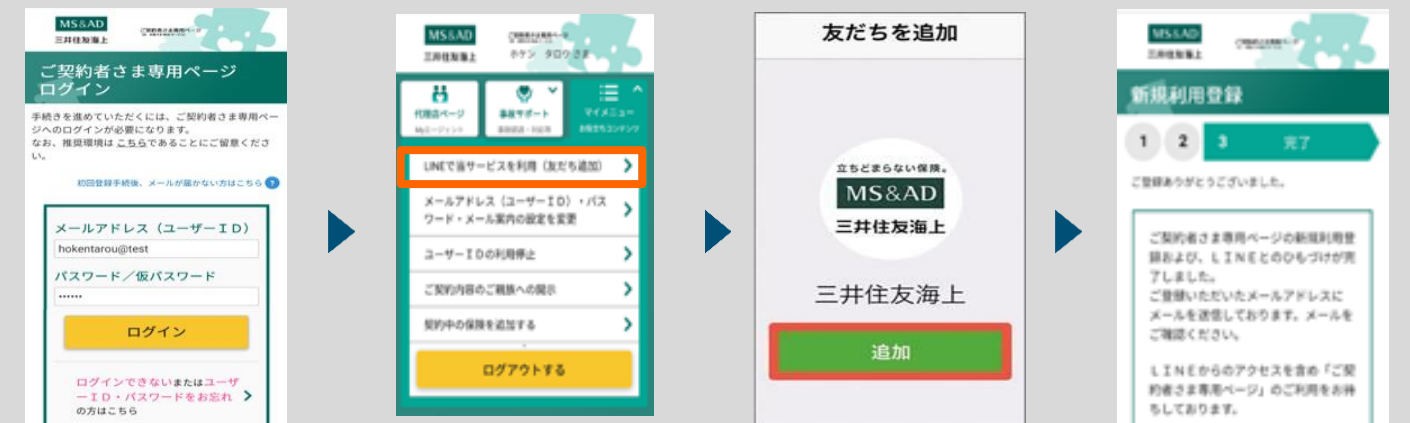 MS&AD
三井住友海上
ご契約者さま専用ページ
ログイン
手続きを進めていただくには、ご契約者さま専用ペー
ジへのログインが必要になります。
なお、推奨環境は こちらであることにご留意くださ
い。
初回登録手続後、メールが届かない方はこちら ?
メールアドレス（ユーザーＩＤ）
hokentarou@test
パスワード／仮パスワード
••••••
ログイン
ログインできないまたはユーザ
ーＩＤ・パスワードをお忘れ
の方はこちら
MS&AD
三井住友海上
ホケン タロウ さま
代理店ページ
事故サポート
マイメニュー
お役立ちコンテンツ
LINEで当サービスを利用（友だち追加）
メールアドレス（ユーザーＩＤ）・パス
ワード・メール案内の設定を変更
ユーザーＩＤの利用停止
ご契約内容のご親族への開示
契約中の保険を追加する
ログアウトする
友だちを追加
立ちどまらない保険。
MS&AD
三井住友海上
三井住友海上
追加
MS&AD
三井住友海上
新規利用登録
1 2 3 完了
ご登録ありがとうございました。
ご契約者さま専用ページの新規利用登
録および、ＬＩＮＥとのひもづけが完
了しました。
ご登録いただいたメールアドレスに
メールを送信しております。メールを
ご確認ください。
ＬＩＮＥからのアクセスを含め「ご契
約者さま専用ページ」のご利用をお待
ちしております。